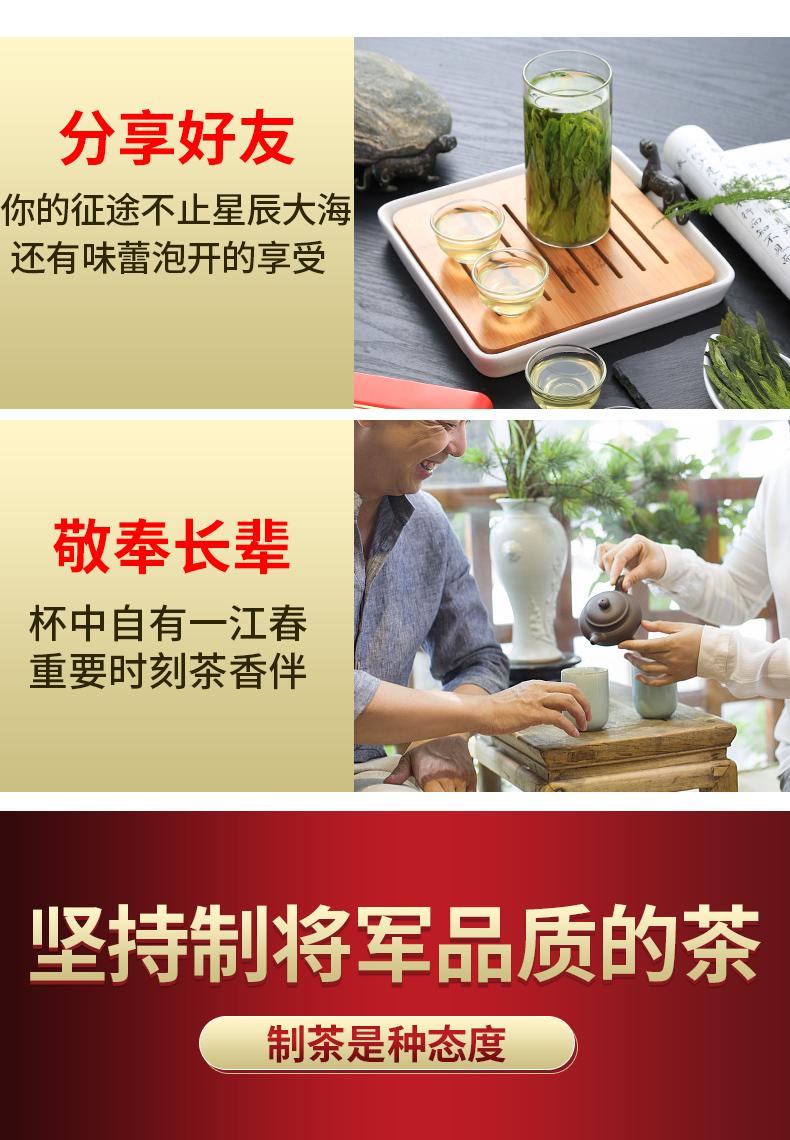 分享好友
你的征途不止星辰大海
还有味蕾泡开的享受
敬奉长辈
杯中自有一江春
重要时刻茶香伴
坚持制将军品质的茶
制茶是种态度